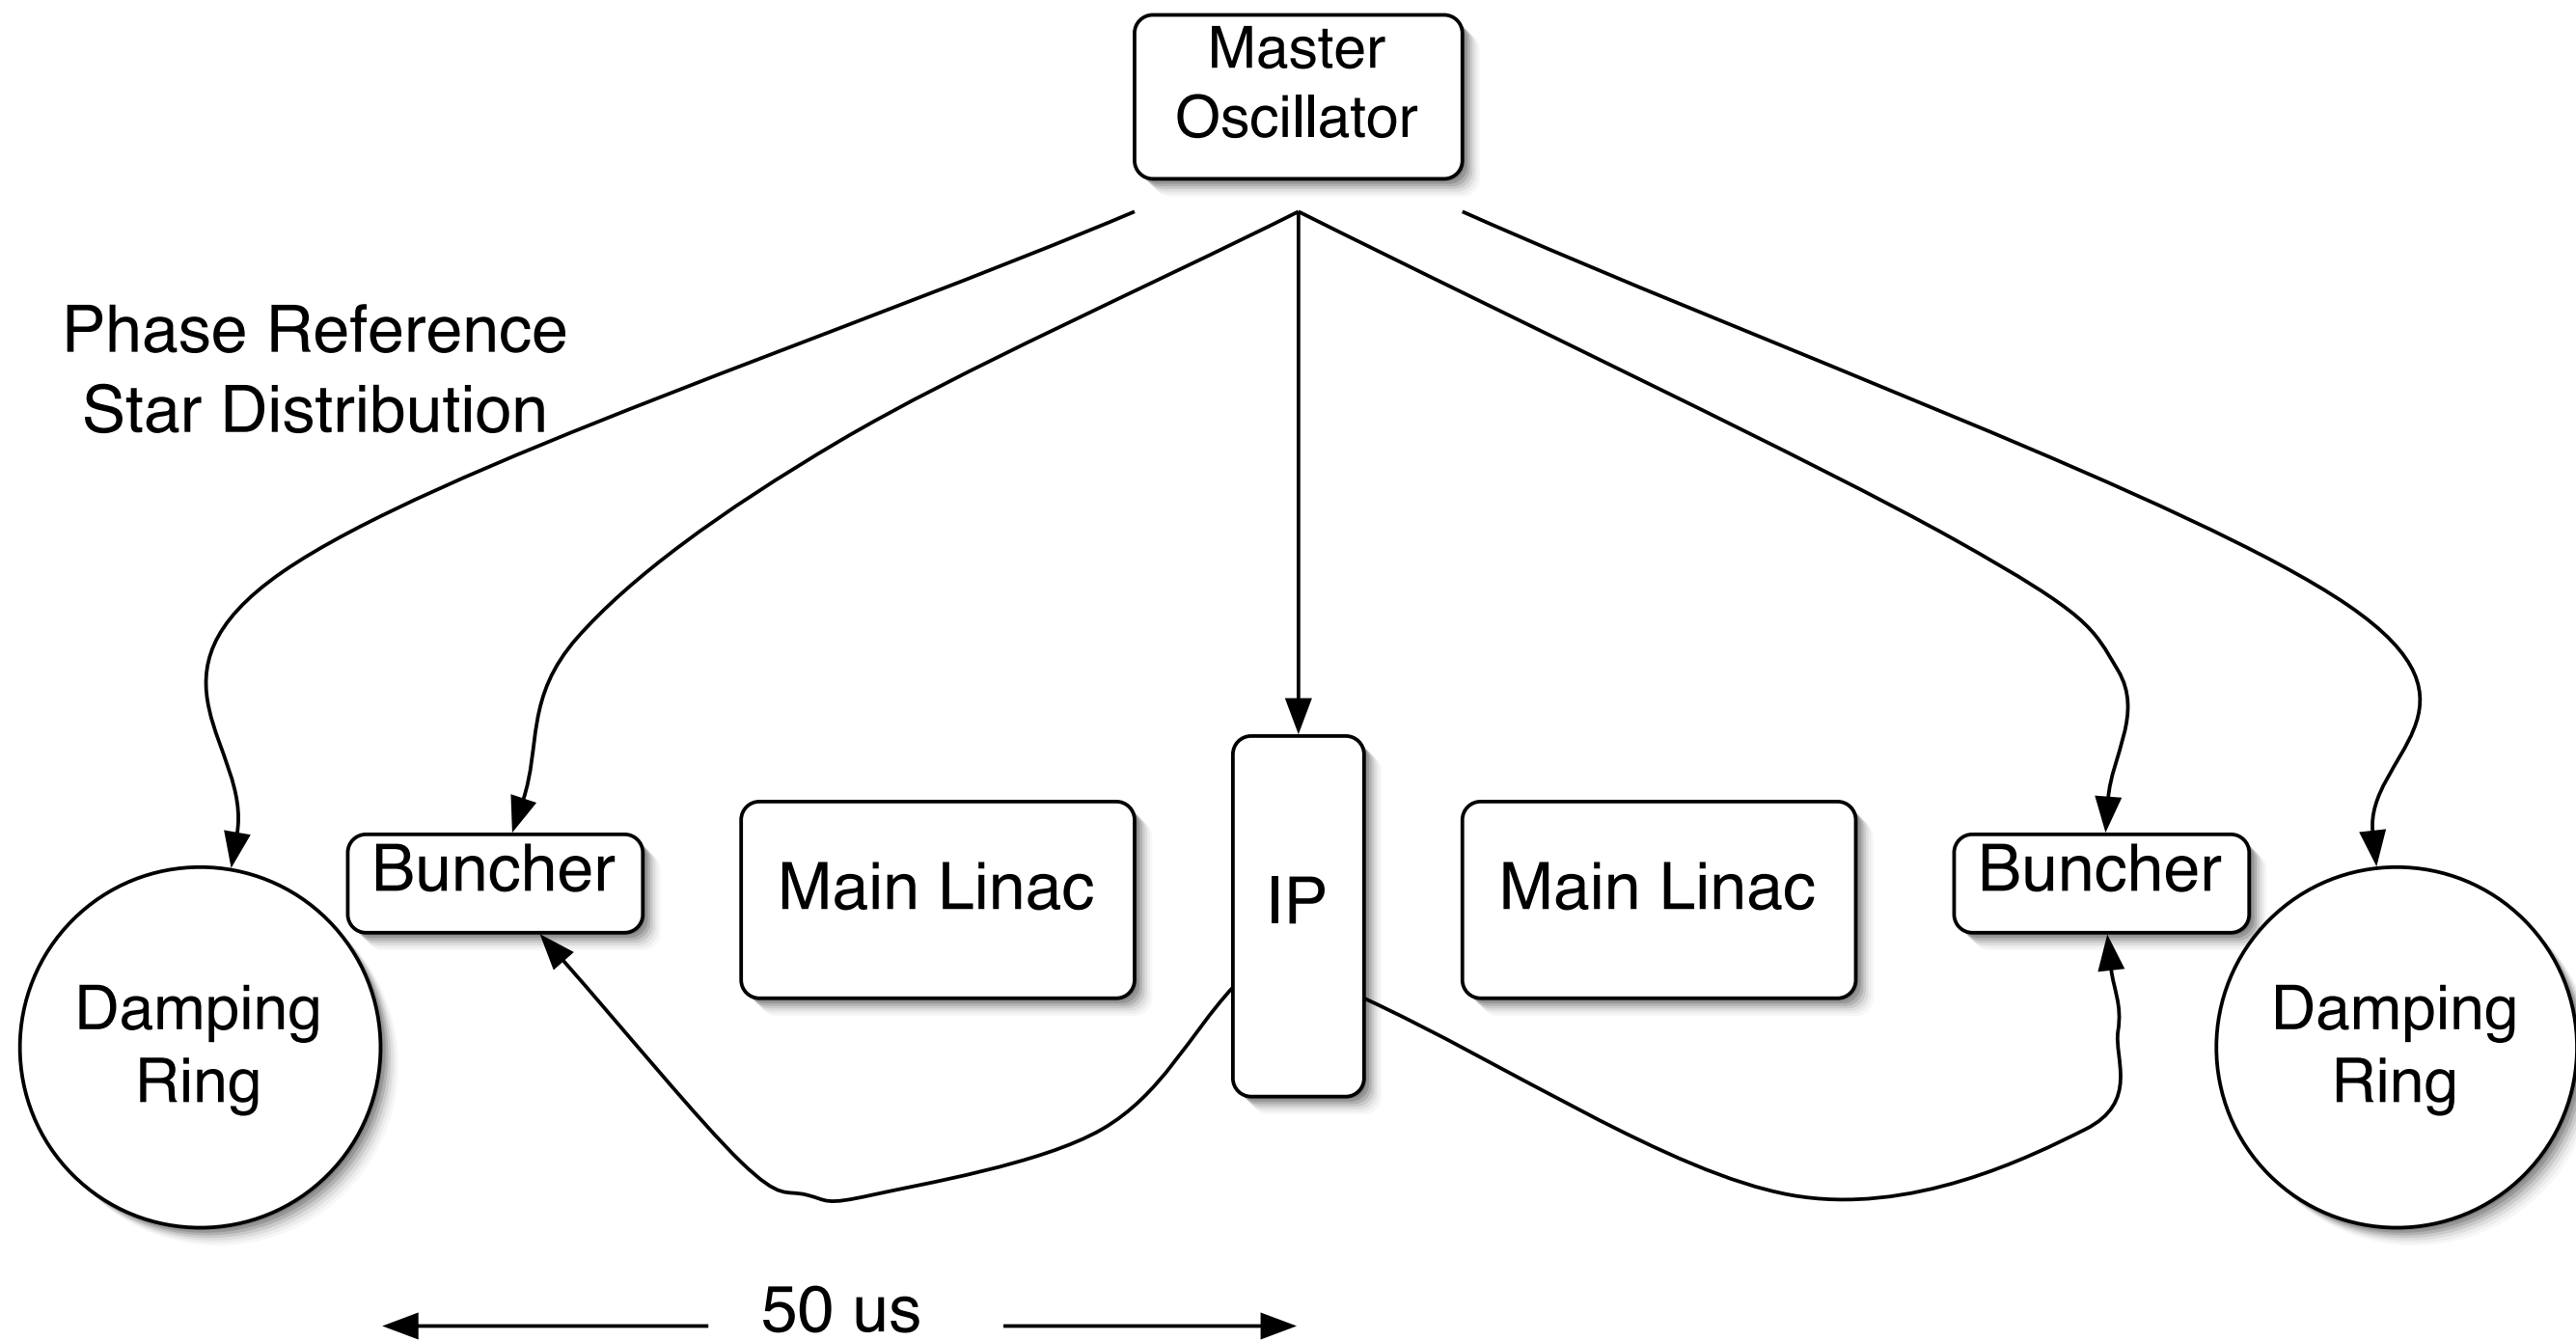 Master
Oscillator
Phase Reference
Star Distribution
Buncher
Main Linac
IP
Main Linac
Buncher
Damping
Ring
Damping
Ring
50 us